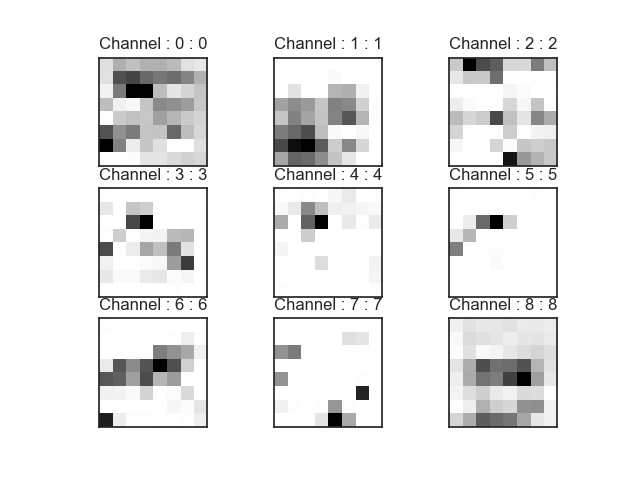 Channel : 0 : 0
Channel : 1 : 1
Channel : 2 : 2
Channel : 3 : 3
Channel : 4 : 4
Channel : 5 : 5
Channel : 6 : 6
Channel : 7 : 7
Channel : 8 : 8